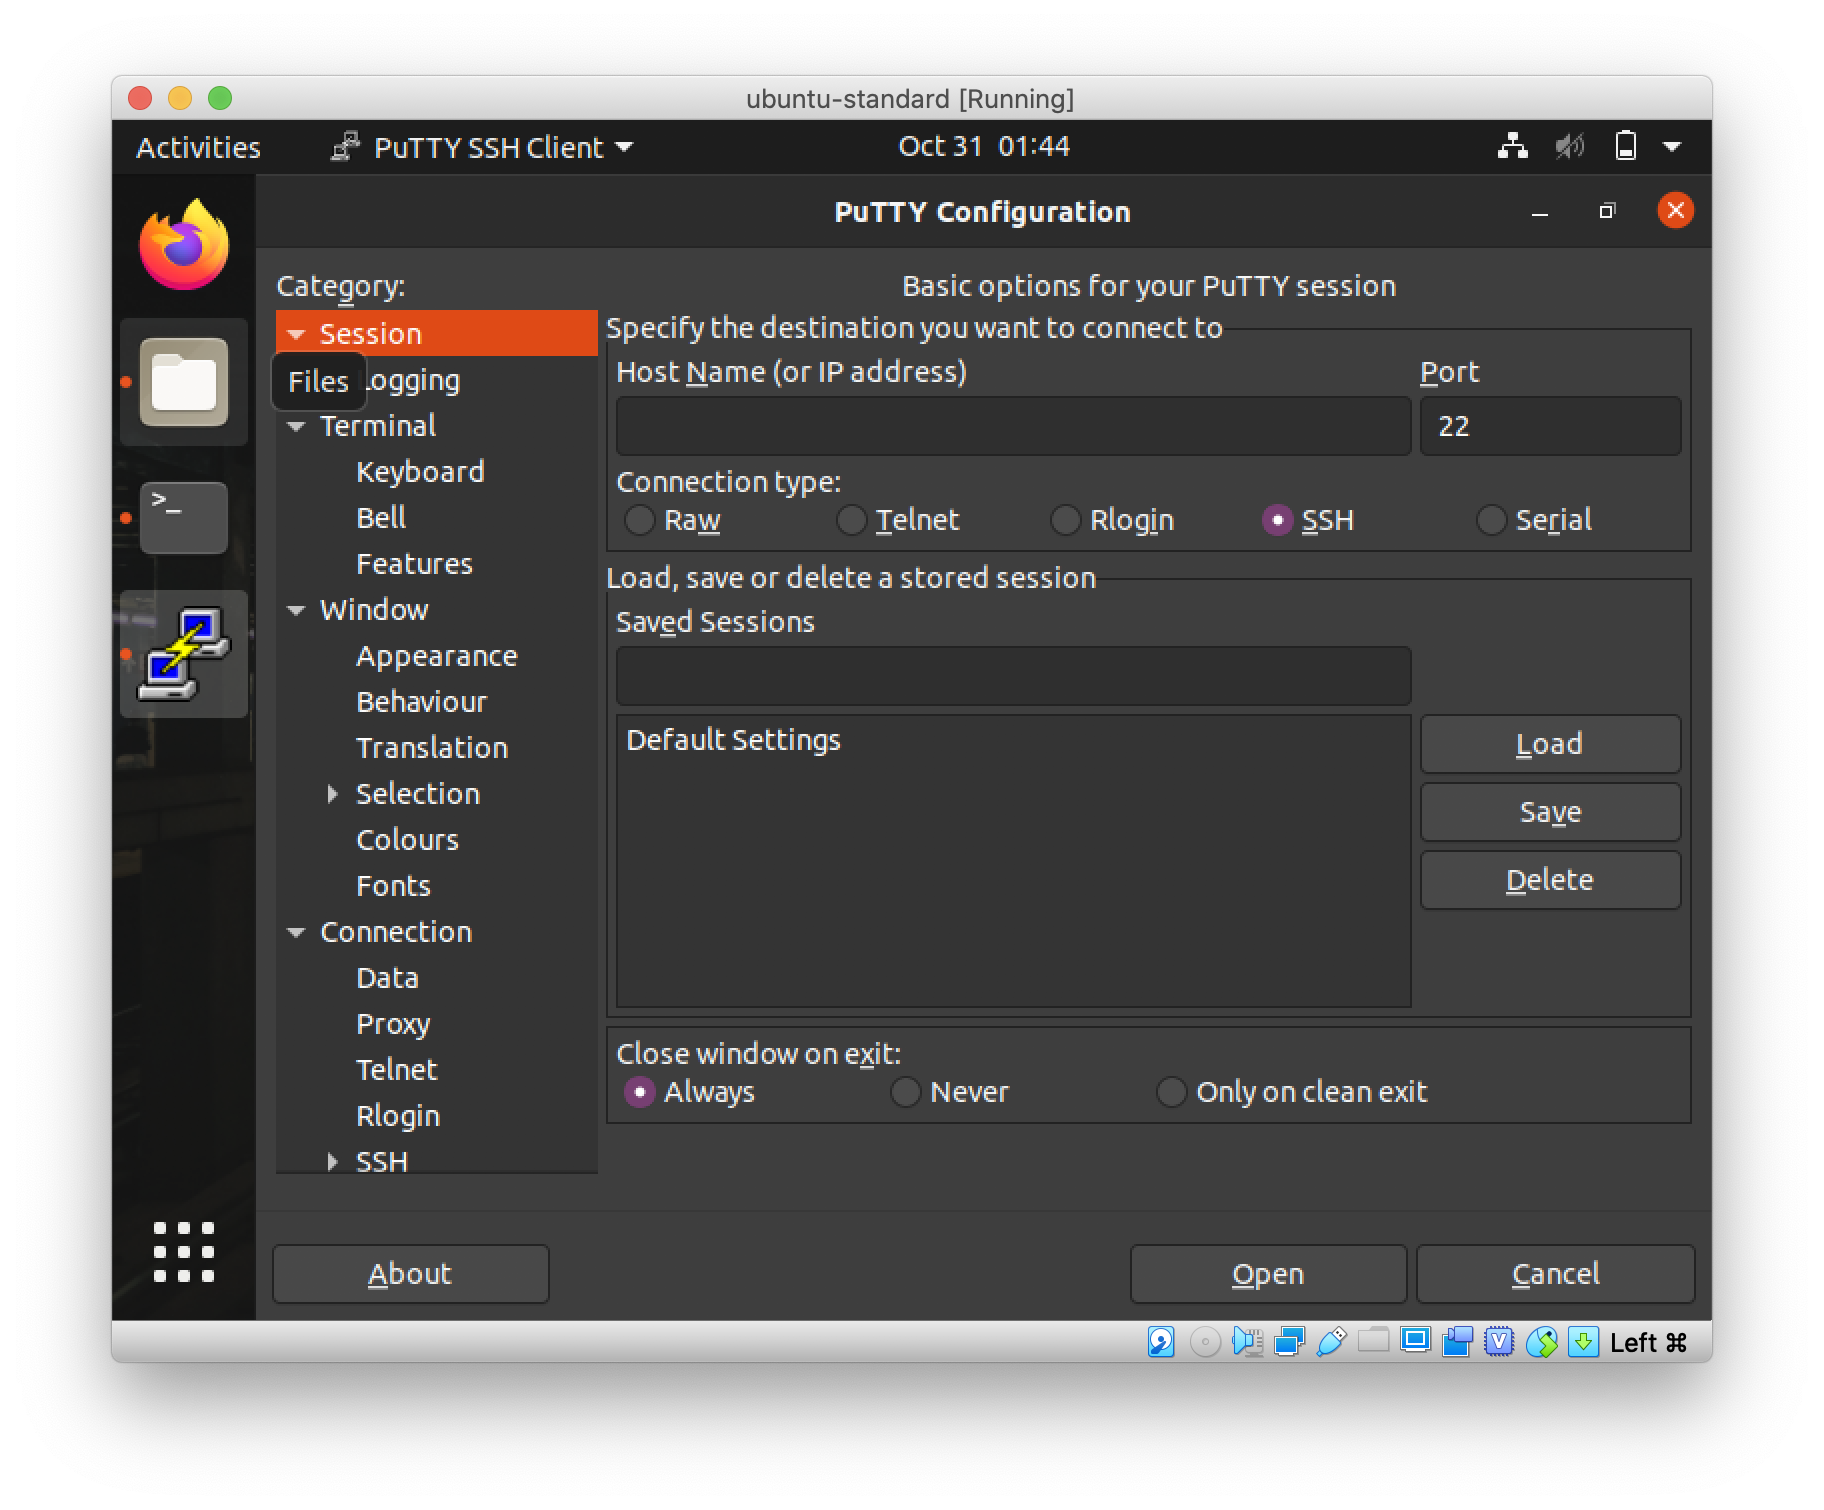 ubuntu-standard [Running]
Activities PuTTY SSH Client Oct 31 01:44
PuTTY Configuration
Category:
Session
Files
Logging
Terminal
Keyboard
Bell
Features
Window
Appearance
Behaviour
Translation
Selection
Colours
Fonts
Connection
Data
Proxy
Telnet
Rlogin
SSH
Basic options for your PuTTY session
Specify the destination you want to connect to
Host Name (or IP address) Port
22
Connection type:
Raw Telnet Rlogin SSH Serial
Load, save or delete a stored session
Saved Sessions
Default Settings
Load
Save
Delete
Close window on exit:
Always Never Only on clean exit
About Open Cancel
Left ⌘